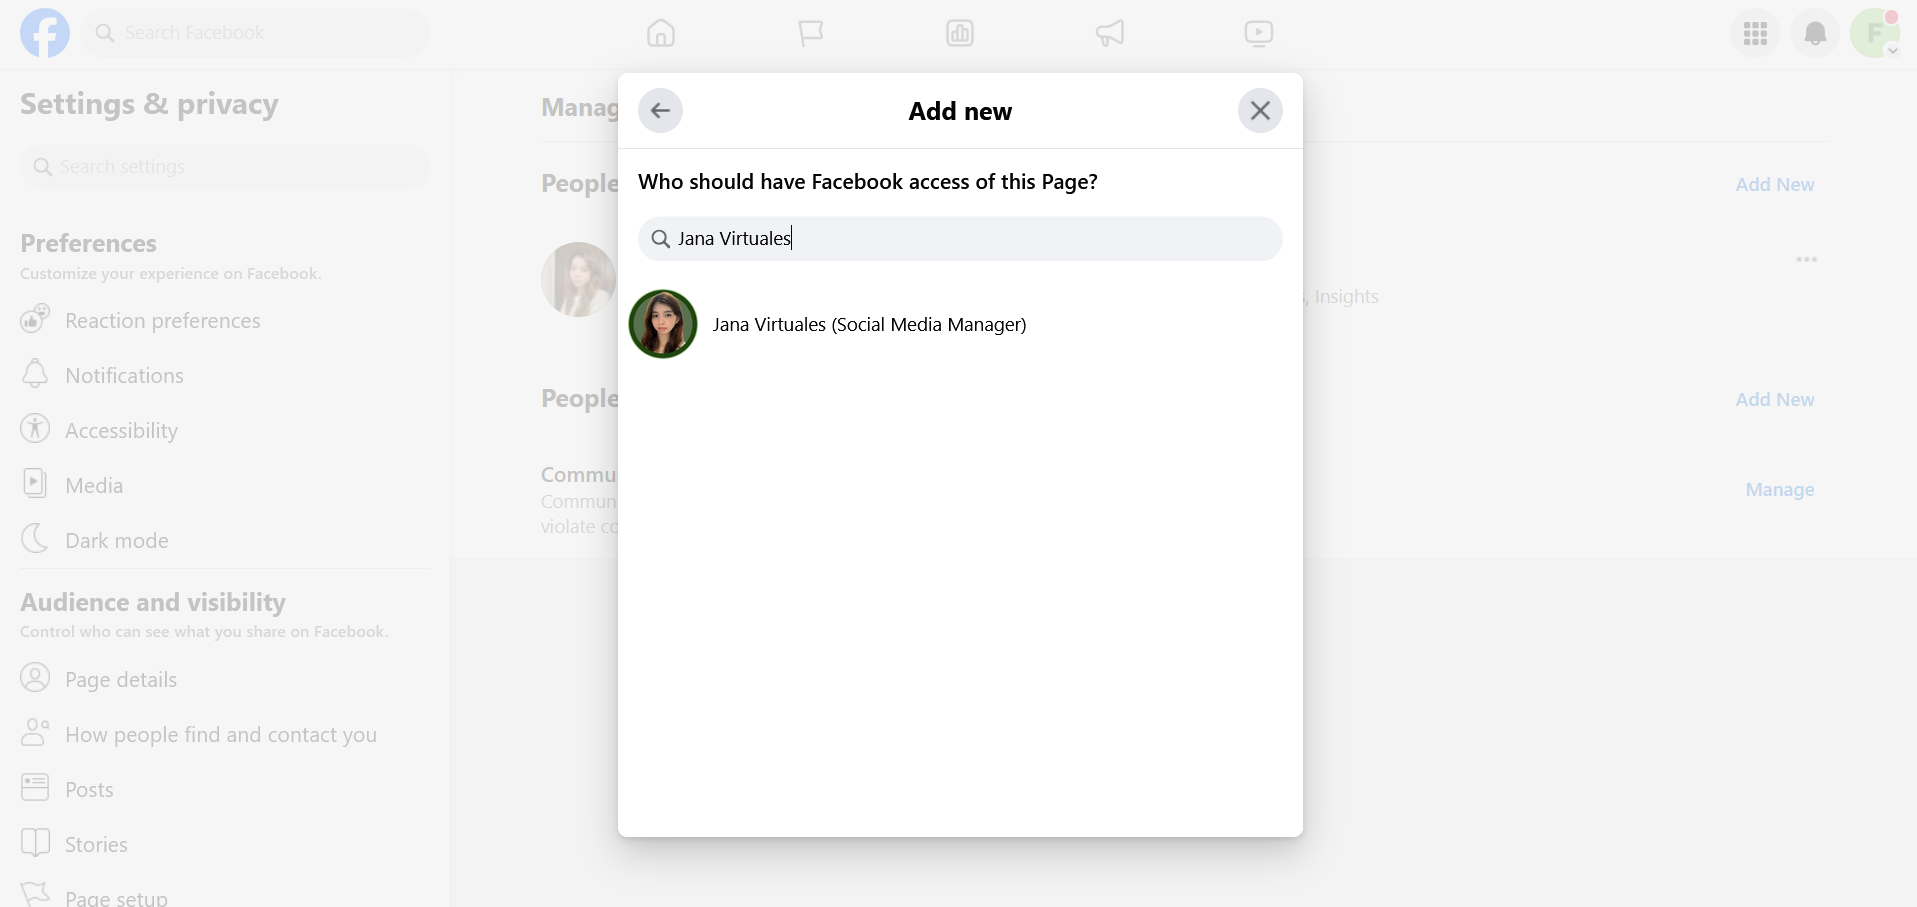 Search Facebook
F
Settings & privacy
Search settings
Preferences
Customize your experience on Facebook.
Reaction preferences
Notifications
Accessibility
Media
Dark mode
Audience and visibility
Control who can see what you share on Facebook.
Page details
How people find and contact you
Posts
Stories
Page setup
Manag
People
Add New
s, Insights
People
Add New
Commu
Commun
violate co
Manage
Add new
Who should have Facebook access of this Page?
Jana Virtuales
Jana Virtuales (Social Media Manager)